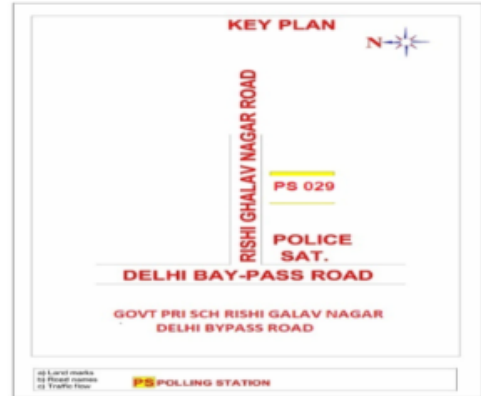 KEY PLAN
N
RISHI GHALAV NAGAR ROAD
PS 029
POLICE
SAT.
DELHI BAY-PASS ROAD
GOVT PRI SCH RISHI GALAV NAGAR
DELHI BYPASS ROAD
a) Land marks
b) Road names
c) Traffic flow
PS POLLING STATION